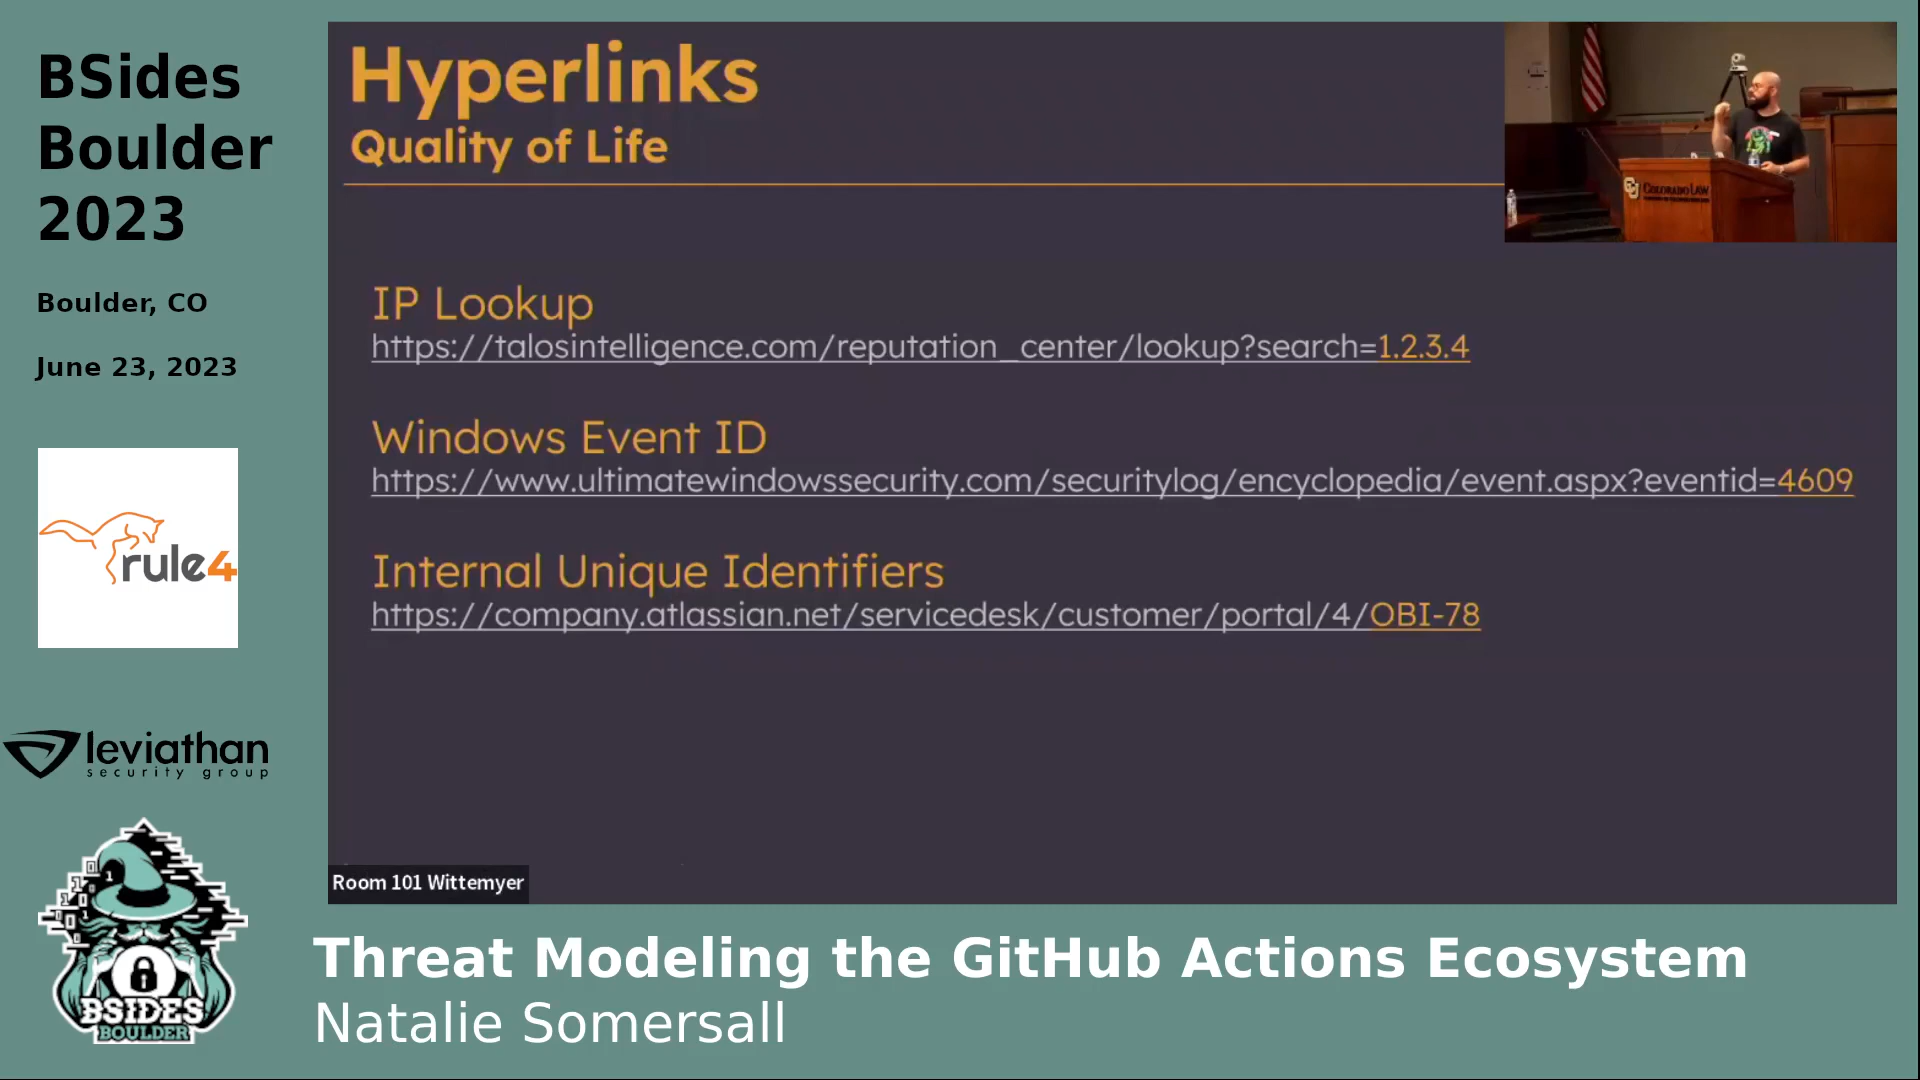 BSides
Boulder
2023
Boulder, CO
June 23, 2023
rule4
leviathan
security group
BSIDES
BOULDER
Hyperlinks
Quality of Life
IP Lookup
https://talosintelligence.com/reputation_center/lookup?search=1.2.3.4
Windows Event ID
https://www.ultimatewindowssecurity.com/securitylog/encyclopedia/event.aspx?eventid=4609
Internal Unique Identifiers
https://company.atlassian.net/servicedesk/customer/portal/4/OBI-78
COLORADO LAW
Room 101 Wittemyer
Threat Modeling the GitHub Actions Ecosystem
Natalie Somersall